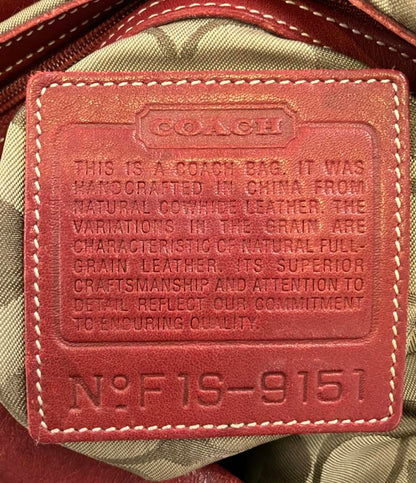 COACH
THIS IS A COACH BAG. IT WAS
HANDCRAFTED IN CHINA FROM
NATURAL COWHIDE LEATHER. THE
VARIATIONS IN THE GRAIN ARE
CHARACTERISTIC OF NATURAL FULL-
GRAIN LEATHER. ITS SUPERIOR
CRAFTSMANSHIP AND ATTENTION TO
DETAIL REFLECT OUR COMMITMENT
TO ENDURING QUALITY.
Nº F1S-9151